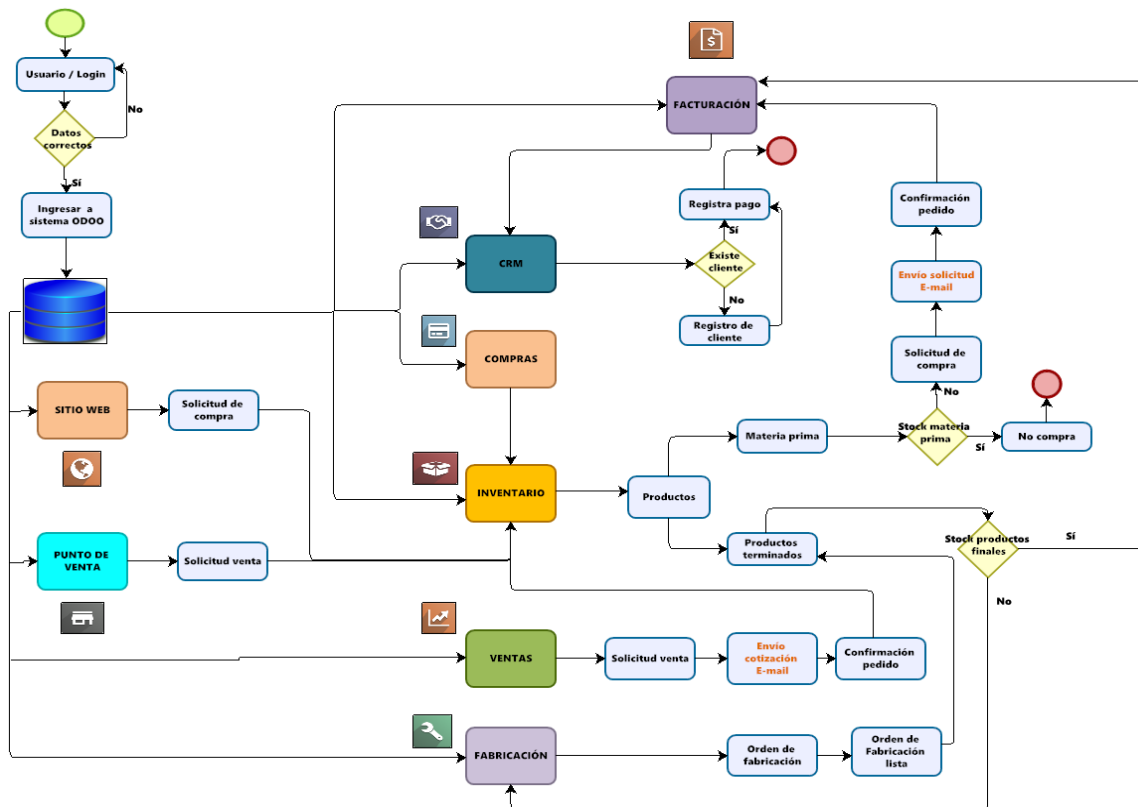 Usuario / Login
No
Datos
correctos
Sí
Ingresar a
sistema ODOO
FACTURACIÓN
Registra pago
Sí
Existe
cliente
No
Registro de
cliente
CRM
COMPRAS
Confirmación
pedido
Envío solicitud
E-mail
Solicitud de
compra
No
Stock materia
prima
Sí
No compra
SITIO WEB
Solicitud de
compra
Materia prima
INVENTARIO
Productos
Productos
terminados
Stock productos
finales
Sí
No
PUNTO DE
VENTA
Solicitud venta
VENTAS
Solicitud venta
Envío
cotización
E-mail
Confirmación
pedido
FABRICACIÓN
Orden de
fabricación
Orden de
Fabricación
lista